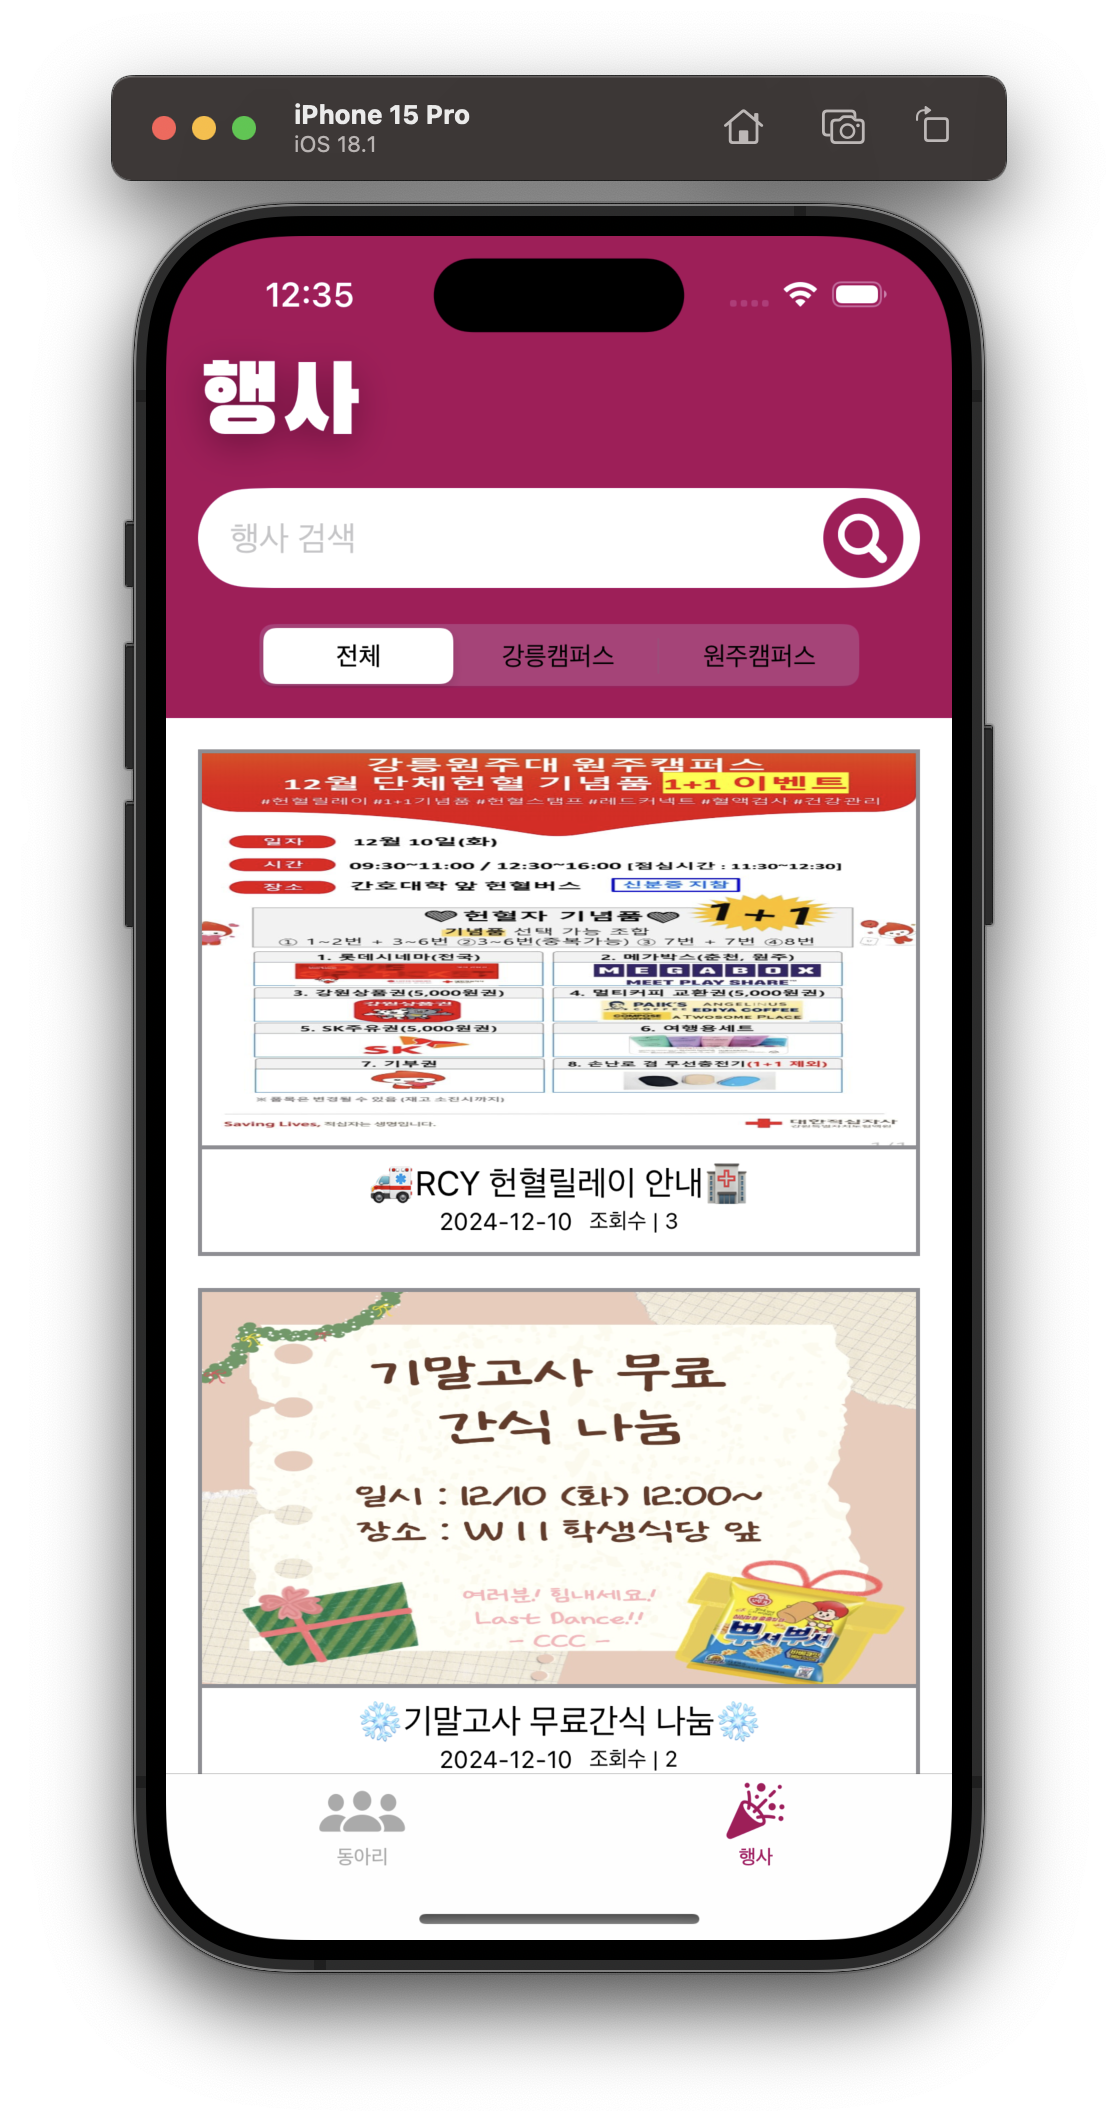 iPhone 15 Pro
iOS 18.1
12:35
행사
행사 검색
전체 강릉캠퍼스 원주캠퍼스
강릉원주대 원주캠퍼스
12월 단체헌혈 기념품 1+1 이벤트
#헌혈릴레이 #1+1기념품 #헌혈스탬프 #레드커넥트 #혈액검사 #건강관리
일자 12월 10일(화)
시간 09:30~11:00 / 12:30~16:00 [점심시간 : 11:30~12:30]
장소 간호대학 앞 헌혈버스 신분증 지참
♥헌혈자 기념품♥ 1+1
기념품 선택 가능 조합
① 1~2번 + 3~6번 ②3~6번(중복가능) ③ 7번 + 7번 ④8번
1. 롯데시네마(전국) 2. 메가박스(춘천, 원주)
MEGABOX
MEET PLAY SHARE™
3. 강원상품권(5,000원권) 4. 멀티커피 교환권(5,000원권)
강원상품권 PAIK'S COFFEE ANGELINUS
COMPOSE COFFEE EDIYA COFFEE
A TWOSOME PLACE
5. SK주유권(5,000원권) 6. 여행용세트
SK
7. 기부권 8. 손난로 겸 무선충전기(1+1 제외)
※ 품목은 변경될 수 있음 (재고 소진시까지)
Saving Lives, 적십자는 생명입니다. 대한적십자사
🚑RCY 헌혈릴레이 안내🏥
2024-12-10 조회수 | 3
기말고사 무료
간식 나눔
일시 : 12/10 (화) 12:00~
장소 : W11 학생식당 앞
여러분! 힘내세요!
Last Dance!!
- CCC -
뿌셔뿌셔
❄️기말고사 무료간식 나눔❄️
2024-12-10 조회수 | 2
동아리 행사